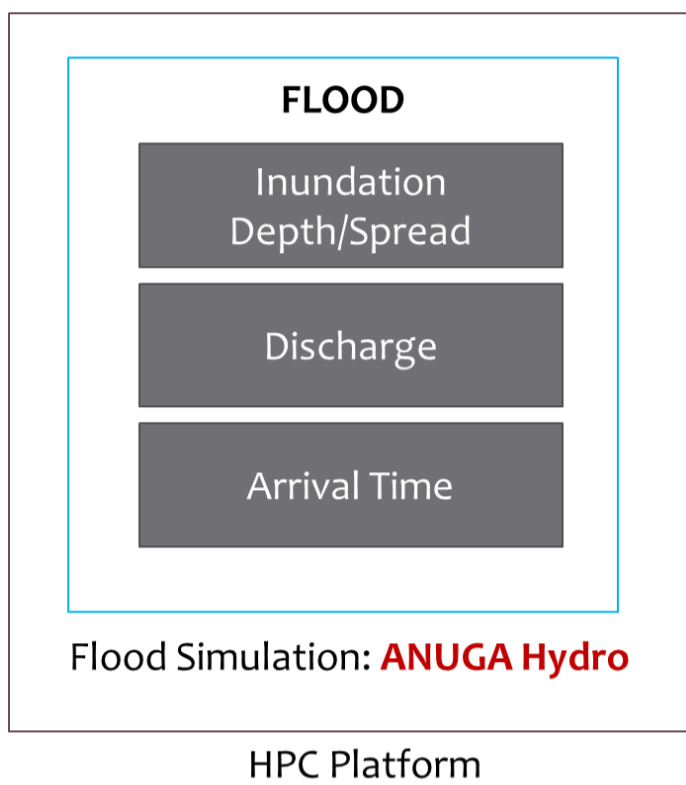 FLOOD
Inundation
Depth/Spread
Discharge
Arrival Time
Flood Simulation: ANUGA Hydro
HPC Platform